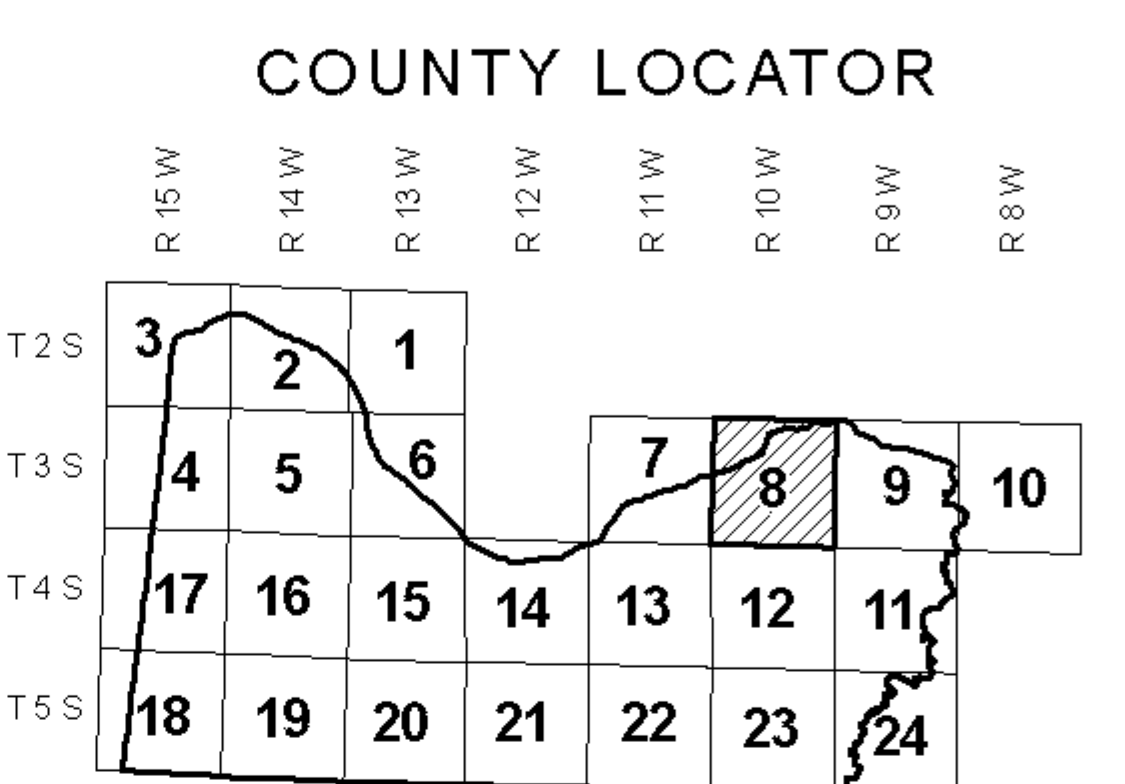 COUNTY LOCATOR
R 15 W R 14 W R 13 W R 12 W R 11 W R 10 W R 9 W R 8 W
T 2 S 3 2 1
T 3 S 4 5 6 7 8 9 10
T 4 S 17 16 15 14 13 12 11
T 5 S 18 19 20 21 22 23 24